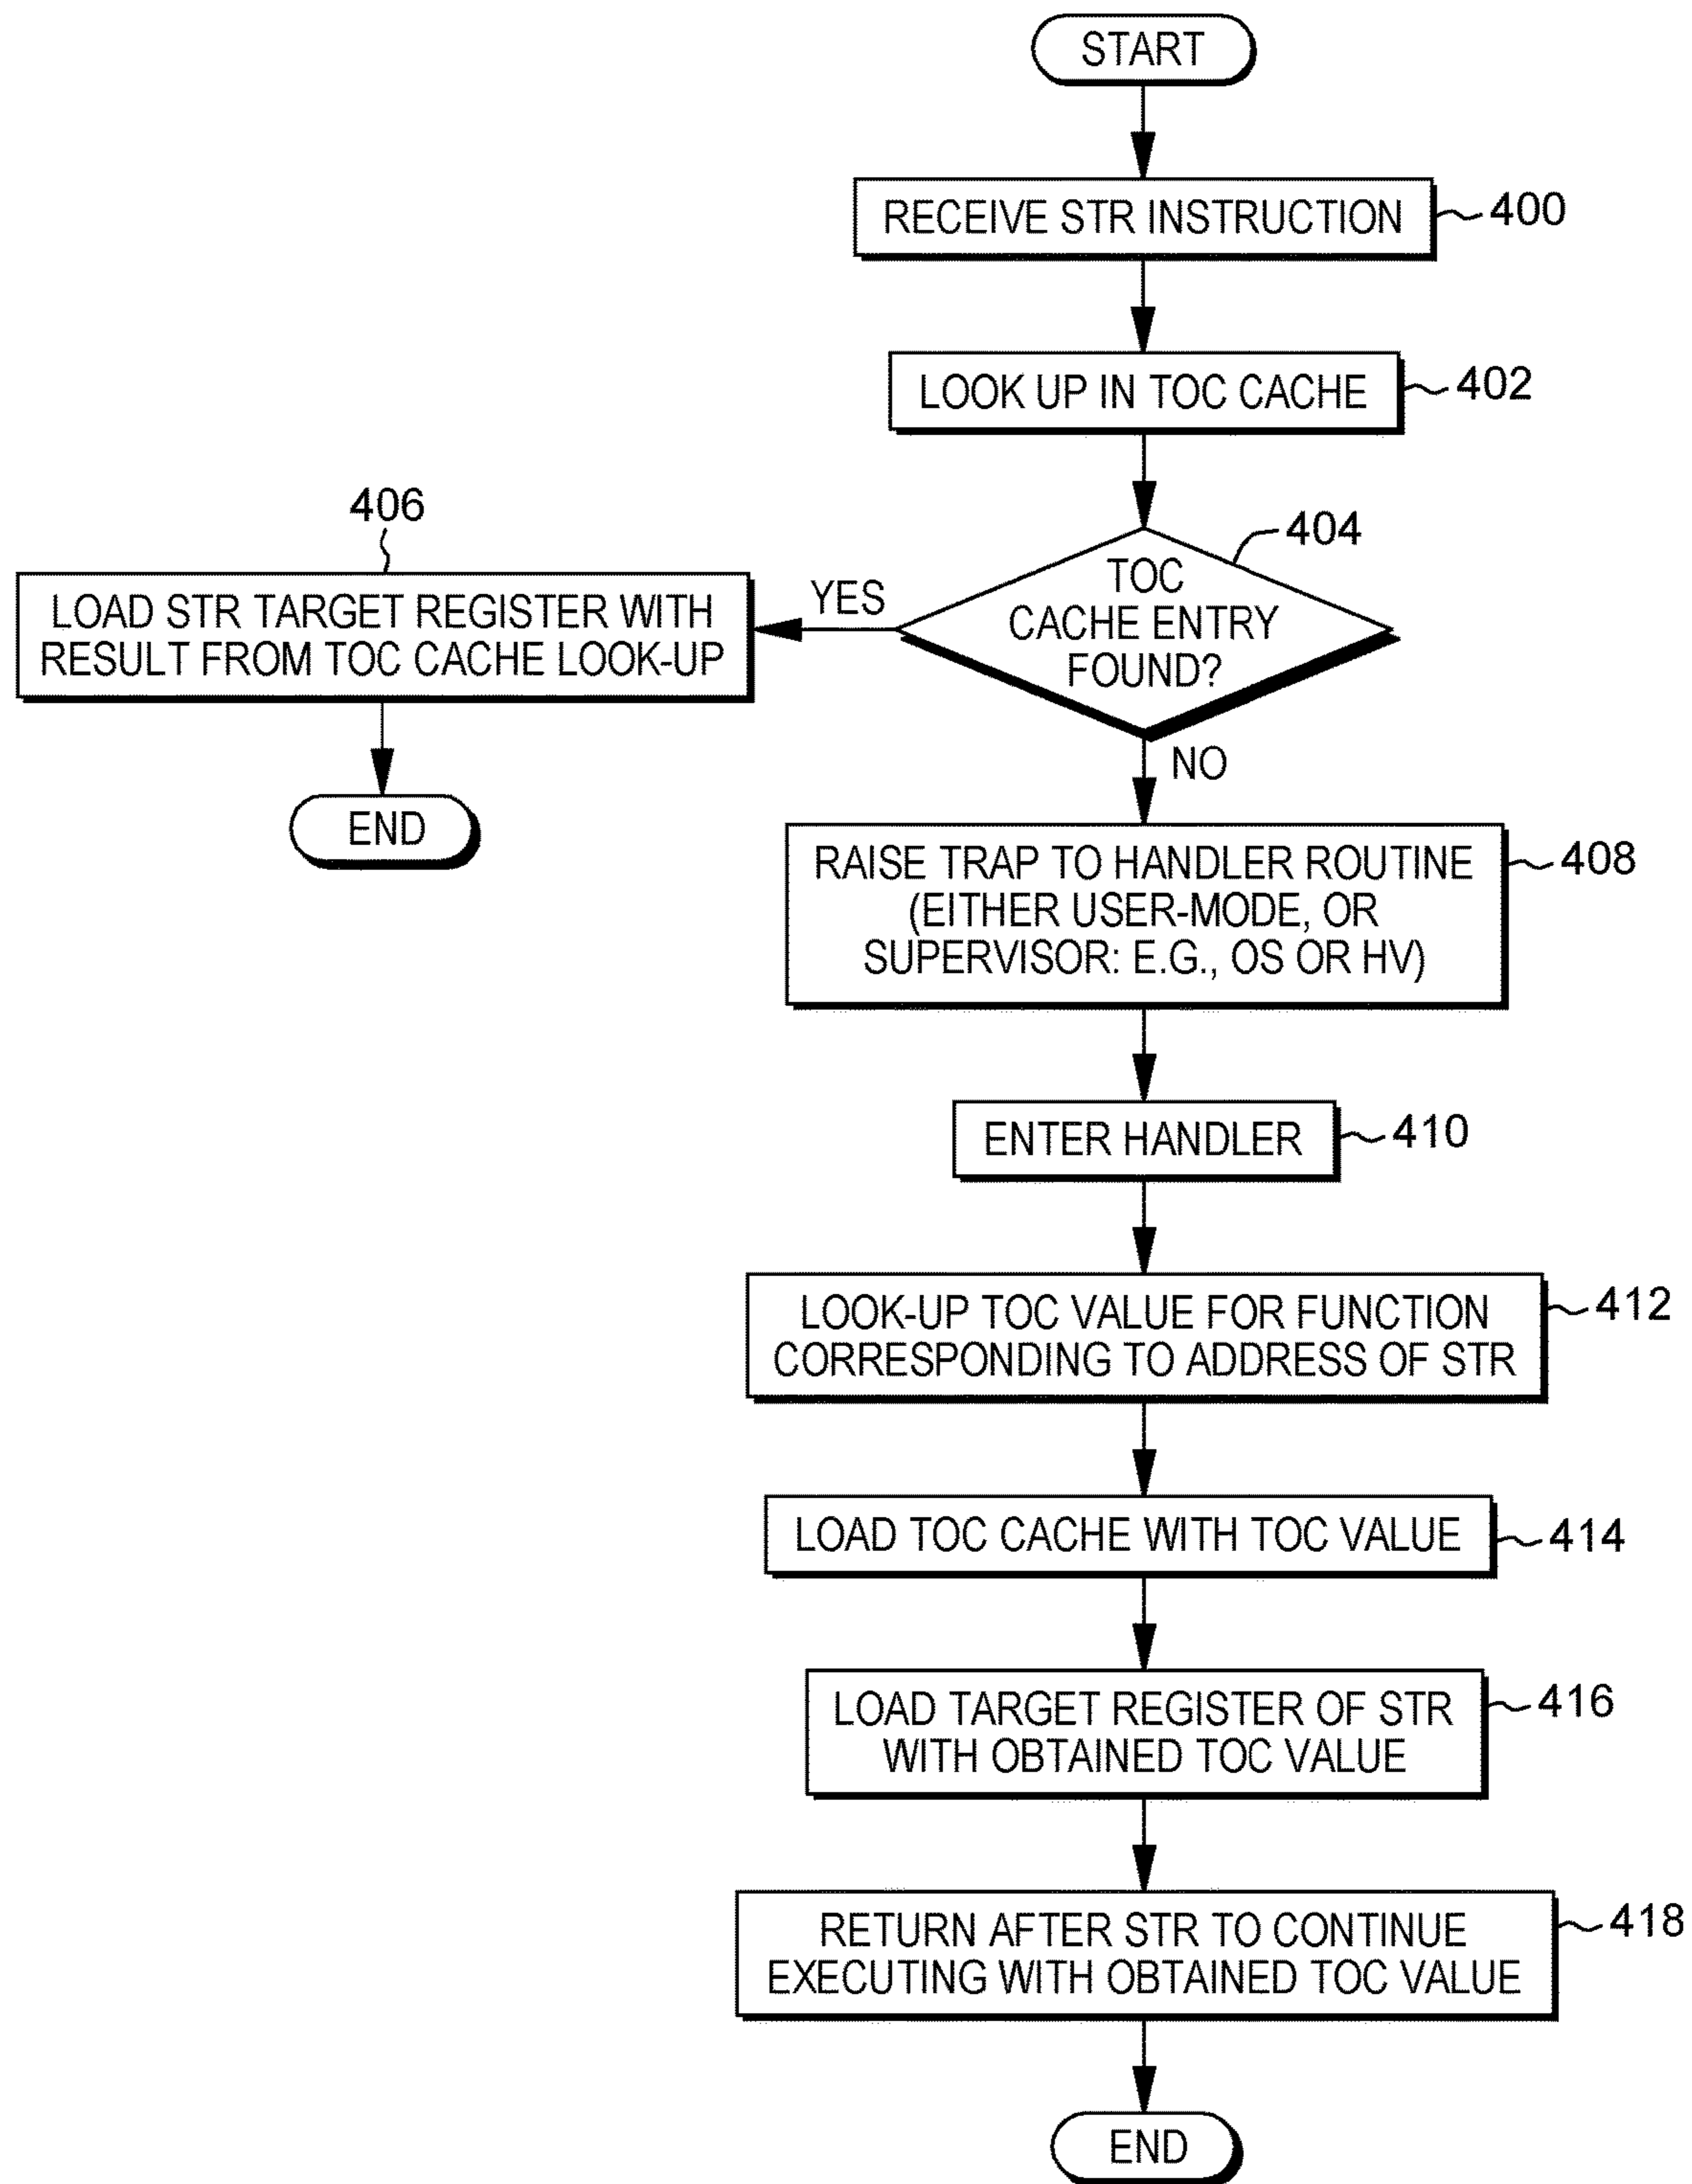 START
RECEIVE STR INSTRUCTION
400
LOOK UP IN TOC CACHE
402
404
TOC
CACHE ENTRY
FOUND?
YES
406
LOAD STR TARGET REGISTER WITH
RESULT FROM TOC CACHE LOOK-UP
END
NO
RAISE TRAP TO HANDLER ROUTINE
(EITHER USER-MODE, OR
SUPERVISOR: E.G., OS OR HV)
408
ENTER HANDLER
410
LOOK-UP TOC VALUE FOR FUNCTION
CORRESPONDING TO ADDRESS OF STR
412
LOAD TOC CACHE WITH TOC VALUE
414
LOAD TARGET REGISTER OF STR
WITH OBTAINED TOC VALUE
416
RETURN AFTER STR TO CONTINUE
EXECUTING WITH OBTAINED TOC VALUE
418
END